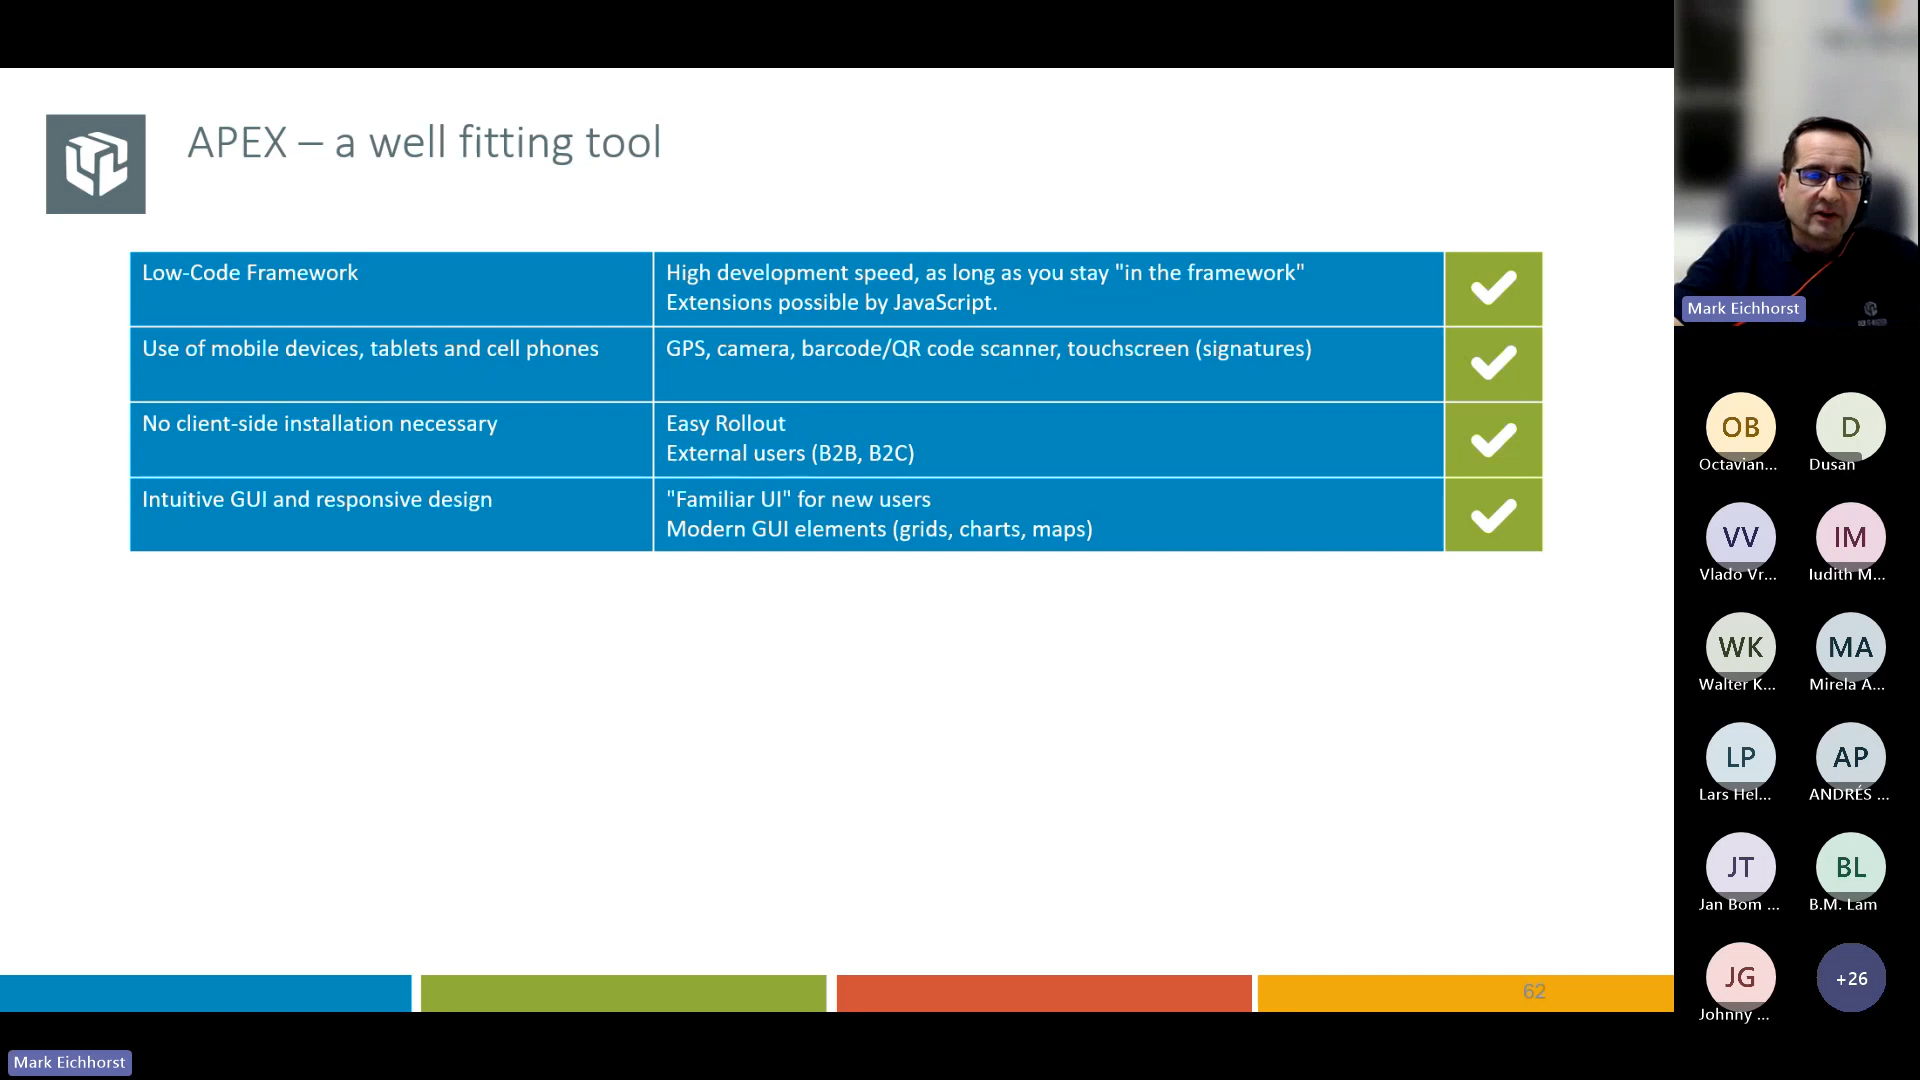 APEX – a well fitting tool
Low-Code Framework
High development speed, as long as you stay "in the framework"
Extensions possible by JavaScript.
Use of mobile devices, tablets and cell phones
GPS, camera, barcode/QR code scanner, touchscreen (signatures)
No client-side installation necessary
Easy Rollout
External users (B2B, B2C)
Intuitive GUI and responsive design
"Familiar UI" for new users
Modern GUI elements (grids, charts, maps)
62
Mark Eichhorst
Mark Eichhorst
OB
Octavian...
D
Dusan
VV
Vlado Vr...
IM
Iudith M...
WK
Walter K...
MA
Mirela A...
LP
Lars Hel...
AP
ANDRÉS ...
JT
Jan Bom ...
BL
B.M. Lam
JG
Johnny ...
+26